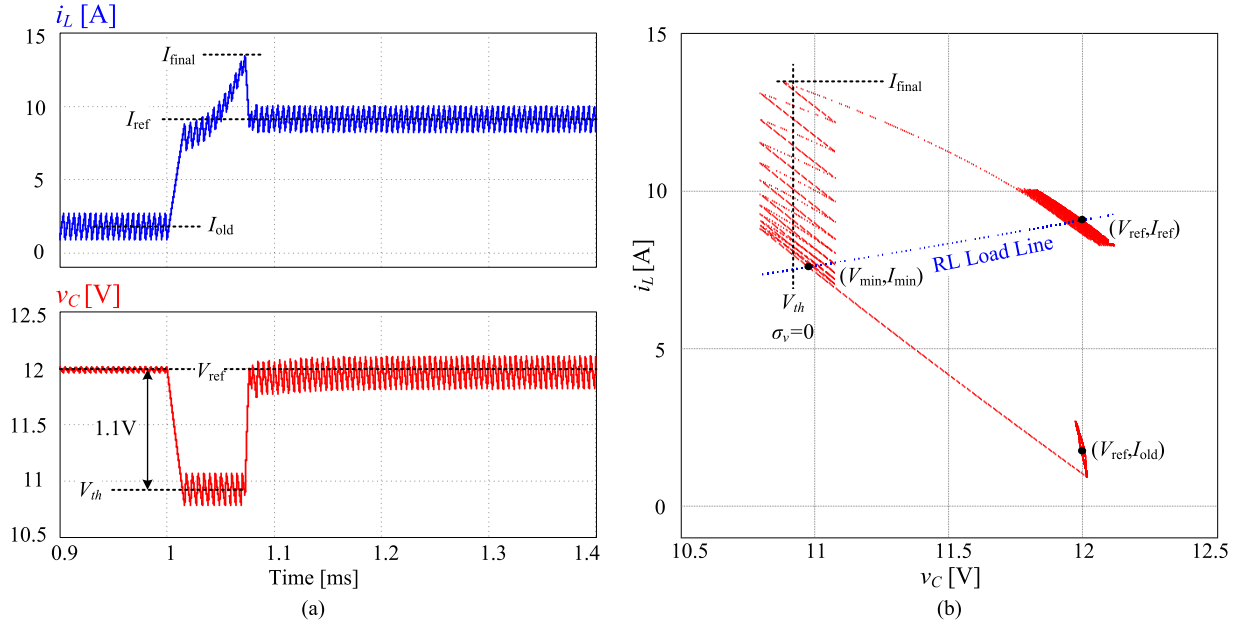 i_L [A]
15
10
5
0
I_final
I_ref
I_old
v_C [V]
12.5
12
11.5
11
10.5
V_ref
1.1V
V_th
0.9
1
1.1
1.2
1.3
1.4
Time [ms]
(a)
15
10
5
0
i_L [A]
I_final
(V_ref,I_ref)
RL Load Line
(V_min,I_min)
V_th
σ_v=0
(V_ref,I_old)
10.5
11
11.5
12
12.5
v_C [V]
(b)